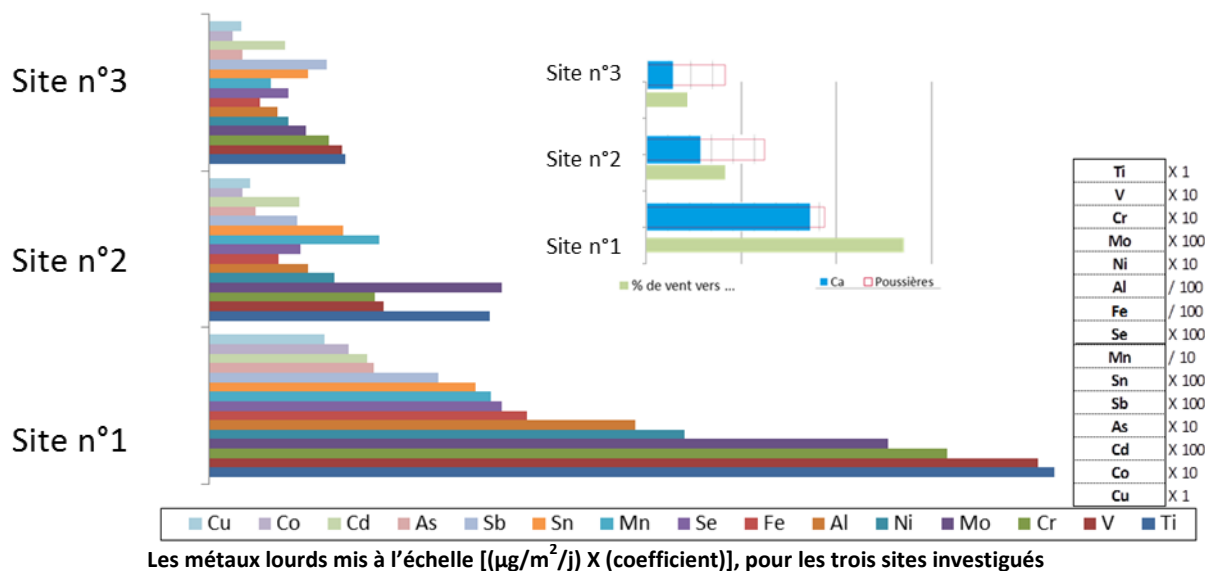 Site n°3
Site n°2
Site n°1
Site n°3
Site n°2
Site n°1
% de vent vers ...
Ca
Poussières
Ti X 1
V X 10
Cr X 10
Mo X 100
Ni X 10
Al / 100
Fe / 100
Se X 100
Mn / 10
Sn X 100
Sb X 100
As X 10
Cd X 100
Co X 10
Cu X 1
Cu Co Cd As Sb Sn Mn Se Fe Al Ni Mo Cr V Ti
Les métaux lourds mis à l'échelle [(µg/m²/j) X (coefficient)], pour les trois sites investigués